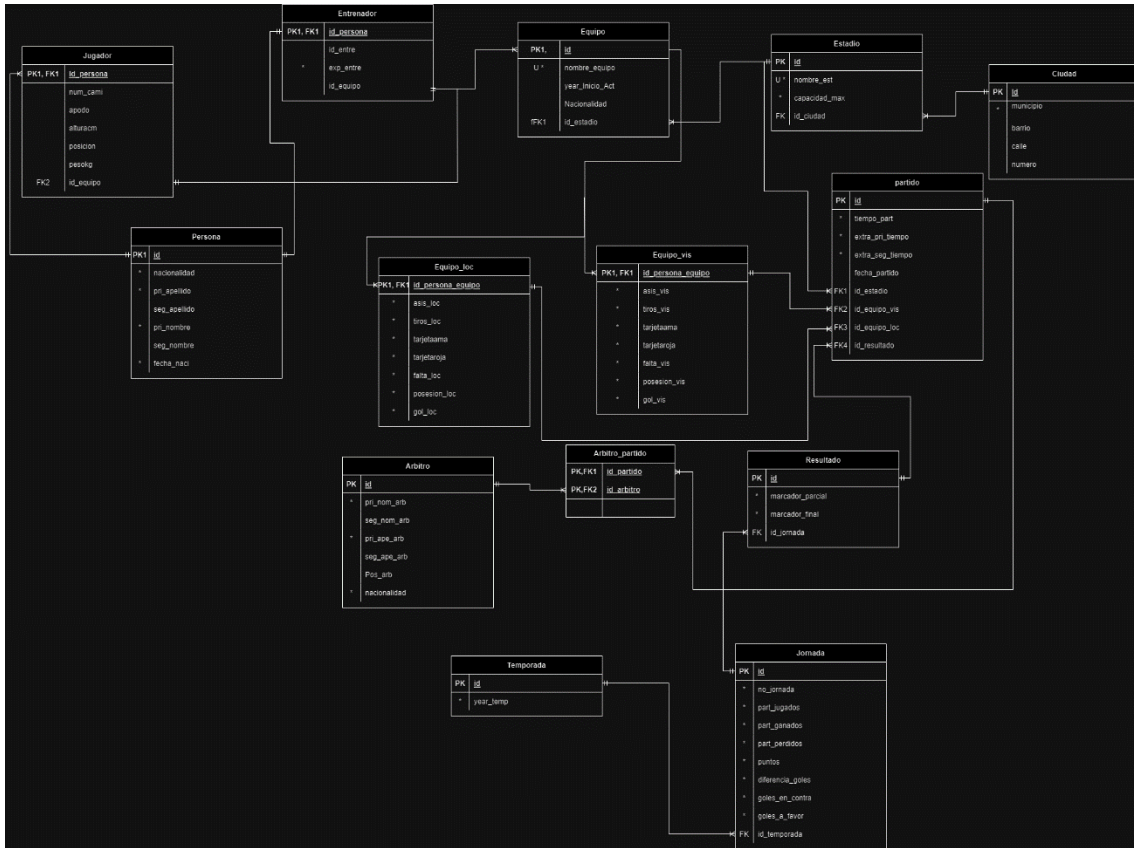 Jugador
PK1, FK1 id_persona
num_cami
apodo
alturacm
posicion
pesokg
FK2 id_equipo
Entrenador
PK1, FK1 id_persona
id_entre
* exp_entre
id_equipo
Equipo
PK1, id
U * nombre_equipo
year_Inicio_Act
Nacionalidad
fFK1 id_estadio
Estadio
PK id
U * nombre_est
* capacidad_max
FK id_ciudad
Ciudad
PK id
* municipio
barrio
calle
numero
Persona
PK1 id
* nacionalidad
* pri_apellido
seg_apellido
* pri_nombre
seg_nombre
* fecha_naci
Equipo_loc
PK1, FK1 id_persona_equipo
* asis_loc
* tiros_loc
* tarjetaama
* tarjetaroja
* falta_loc
* posesion_loc
* gol_loc
Equipo_vis
PK1, FK1 id_persona_equipo
* asis_vis
* tiros_vis
* tarjetaama
* tarjetaroja
* falta_vis
* posesion_vis
* gol_vis
partido
PK id
* tiempo_part
* extra_pri_tiempo
* extra_seg_tiempo
fecha_partido
FK1 id_estadio
FK2 id_equipo_vis
FK3 id_equipo_loc
FK4 id_resultado
Arbitro
PK id
* pri_nom_arb
seg_nom_arb
* pri_ape_arb
seg_ape_arb
Pos_arb
* nacionalidad
Arbitro_partido
PK,FK1 id_partido
PK,FK2 id_arbitro
Resultado
PK id
* marcador_parcial
* marcador_final
FK id_jornada
Temporada
PK id
* year_temp
Jornada
PK id
* no_jornada
* part_jugados
* part_ganados
* part_perdidos
* puntos
* diferencia_goles
* goles_en_contra
* goles_a_favor
FK id_temporada